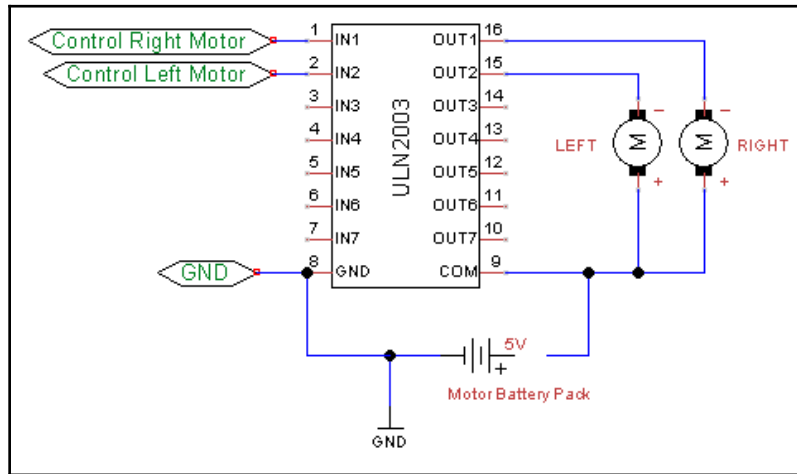 Control Right Motor
Control Left Motor
GND
1 IN1
2 IN2
3 IN3
4 IN4
5 IN5
6 IN6
7 IN7
8 GND
ULN2003
OUT1 16
OUT2 15
OUT3 14
OUT4 13
OUT5 12
OUT6 11
OUT7 10
COM 9
LEFT
M
-
+
M
-
+
RIGHT
5V
+
Motor Battery Pack
GND